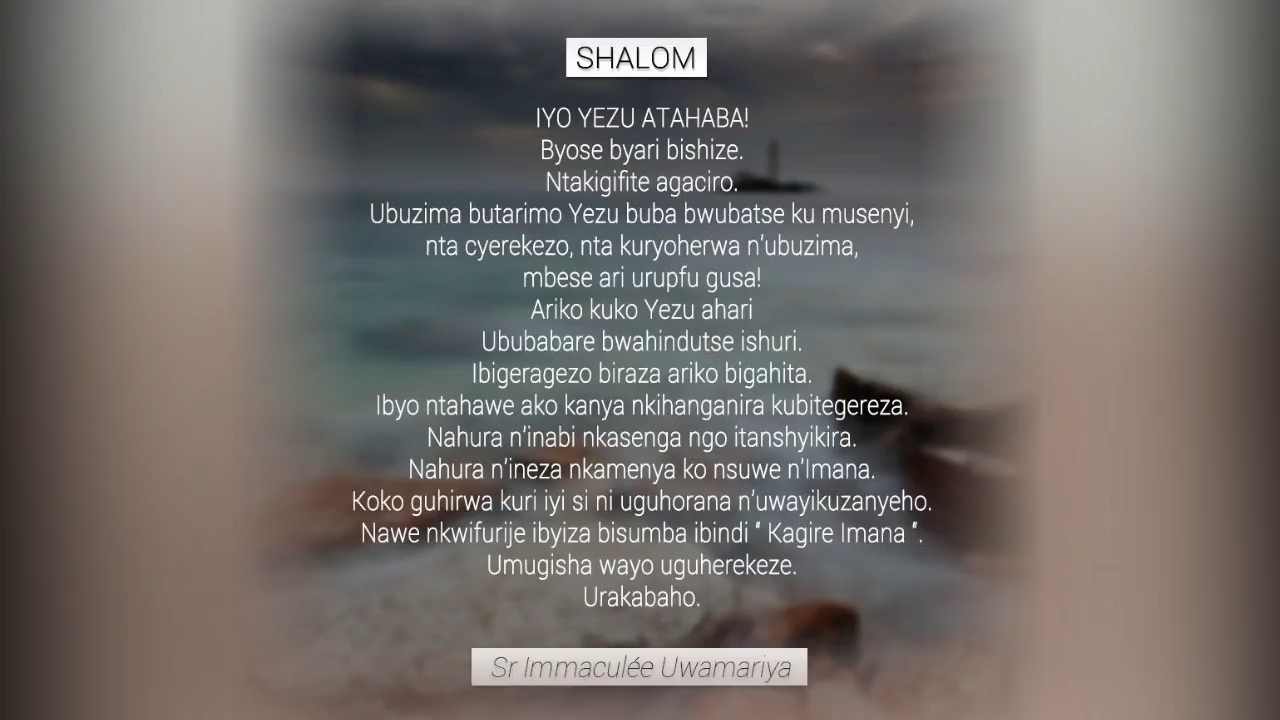 SHALOM
IYO YEZU ATAHABA!
Byose byari bishize.
Ntakigifite agaciro.
Ubuzima butarimo Yezu buba bwubatse ku musenyi,
nta cyerekezo, nta kuryoherwa n'ubuzima,
mbese ari urupfu gusa!
Ariko kuko Yezu ahari
Ububabare bwahindutse ishuri.
Ibigeragezo biraza ariko bigahita.
Ibyo ntahawe ako kanya nkihanganira kubitegereza.
Nahura n'inabi nkasenga ngo itanshyikira.
Nahura n'ineza nkamenya ko nsuwe n'Imana.
Koko guhirwa kuri iyi si ni uguhorana n'uwayikuzanyeho.
Nawe nkwifurije ibyiza bisumba ibindi “ Kagire Imana “.
Umugisha wayo uguherekeze.
Urakabaho.
Sr Immaculée Uwamariya